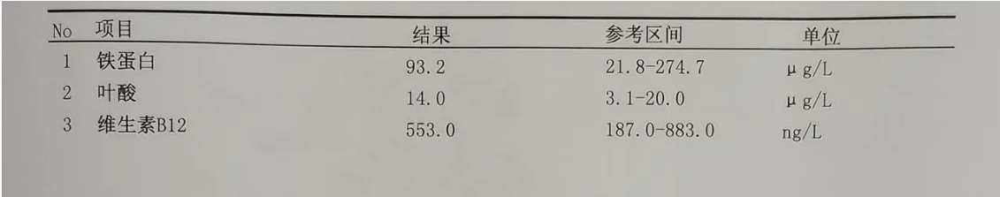 No 项目 结果 参考区间 单位
1 铁蛋白 93.2 21.8-274.7 μg/L
2 叶酸 14.0 3.1-20.0 μg/L
3 维生素B12 553.0 187.0-883.0 ng/L